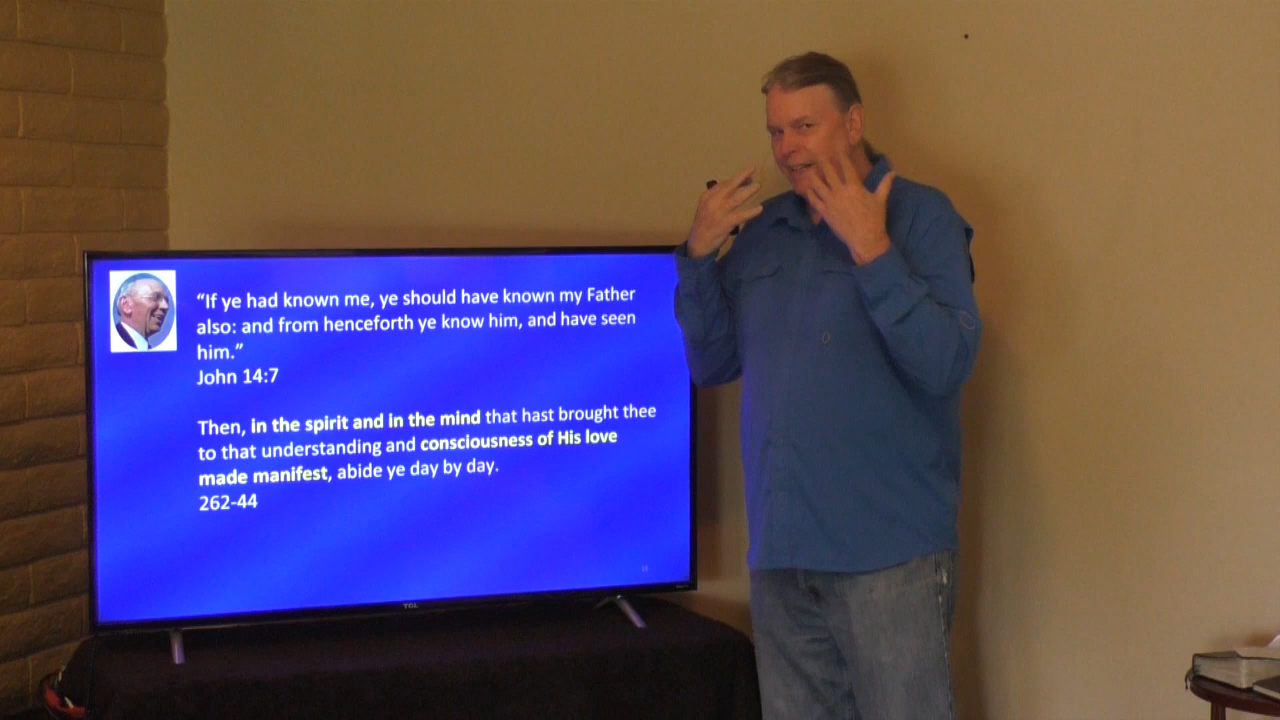 “If ye had known me, ye should have known my Father
also: and from henceforth ye know him, and have seen
him.”
John 14:7
Then, in the spirit and in the mind that hast brought thee
to that understanding and consciousness of His love
made manifest, abide ye day by day.
262-44
TCL